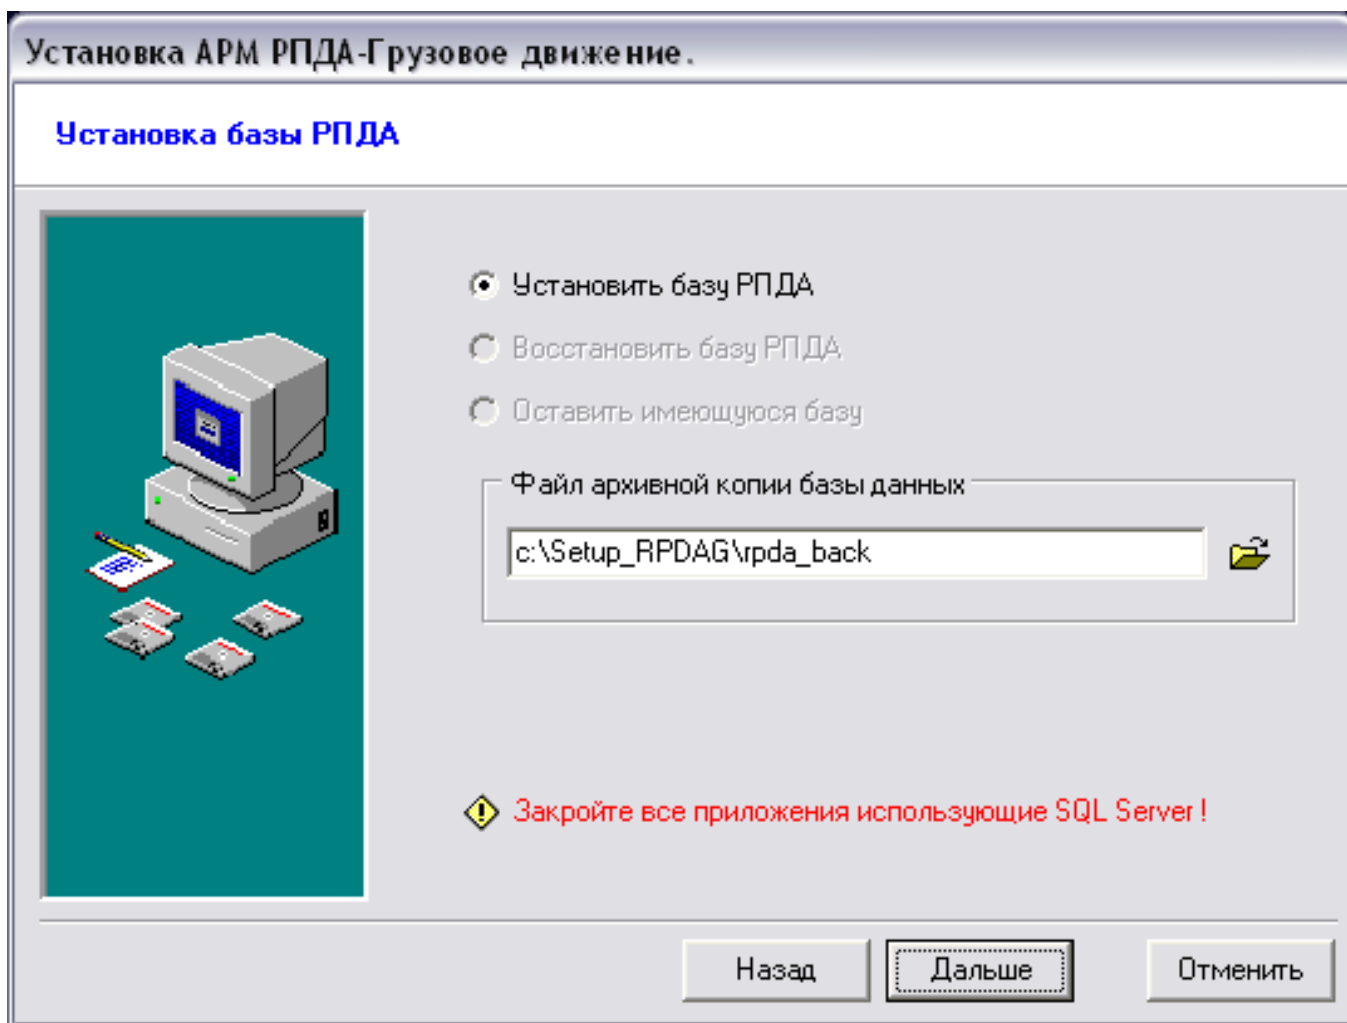 Установка АРМ РПДА-Грузовое движение.
Установка базы РПДА
Установить базу РПДА
Восстановить базу РПДА
Оставить имеющуюся базу
Файл архивной копии базы данных
c:\Setup_RPDAG\rpda_back
Закройте все приложения использующие SQL Server !
Назад Дальше Отменить